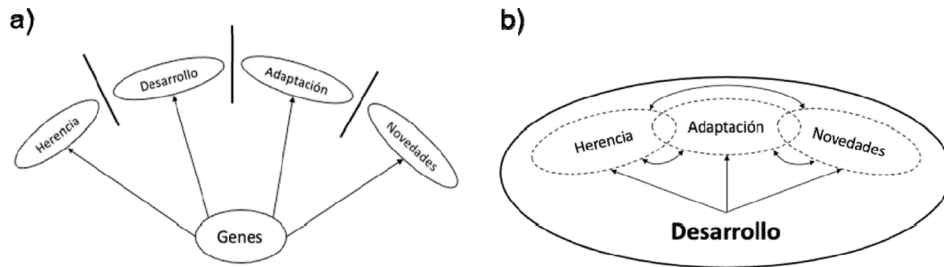 a)
Herencia
Desarrollo
Adaptación
Novedades
Genes
b)
Herencia
Adaptación
Novedades
Desarrollo